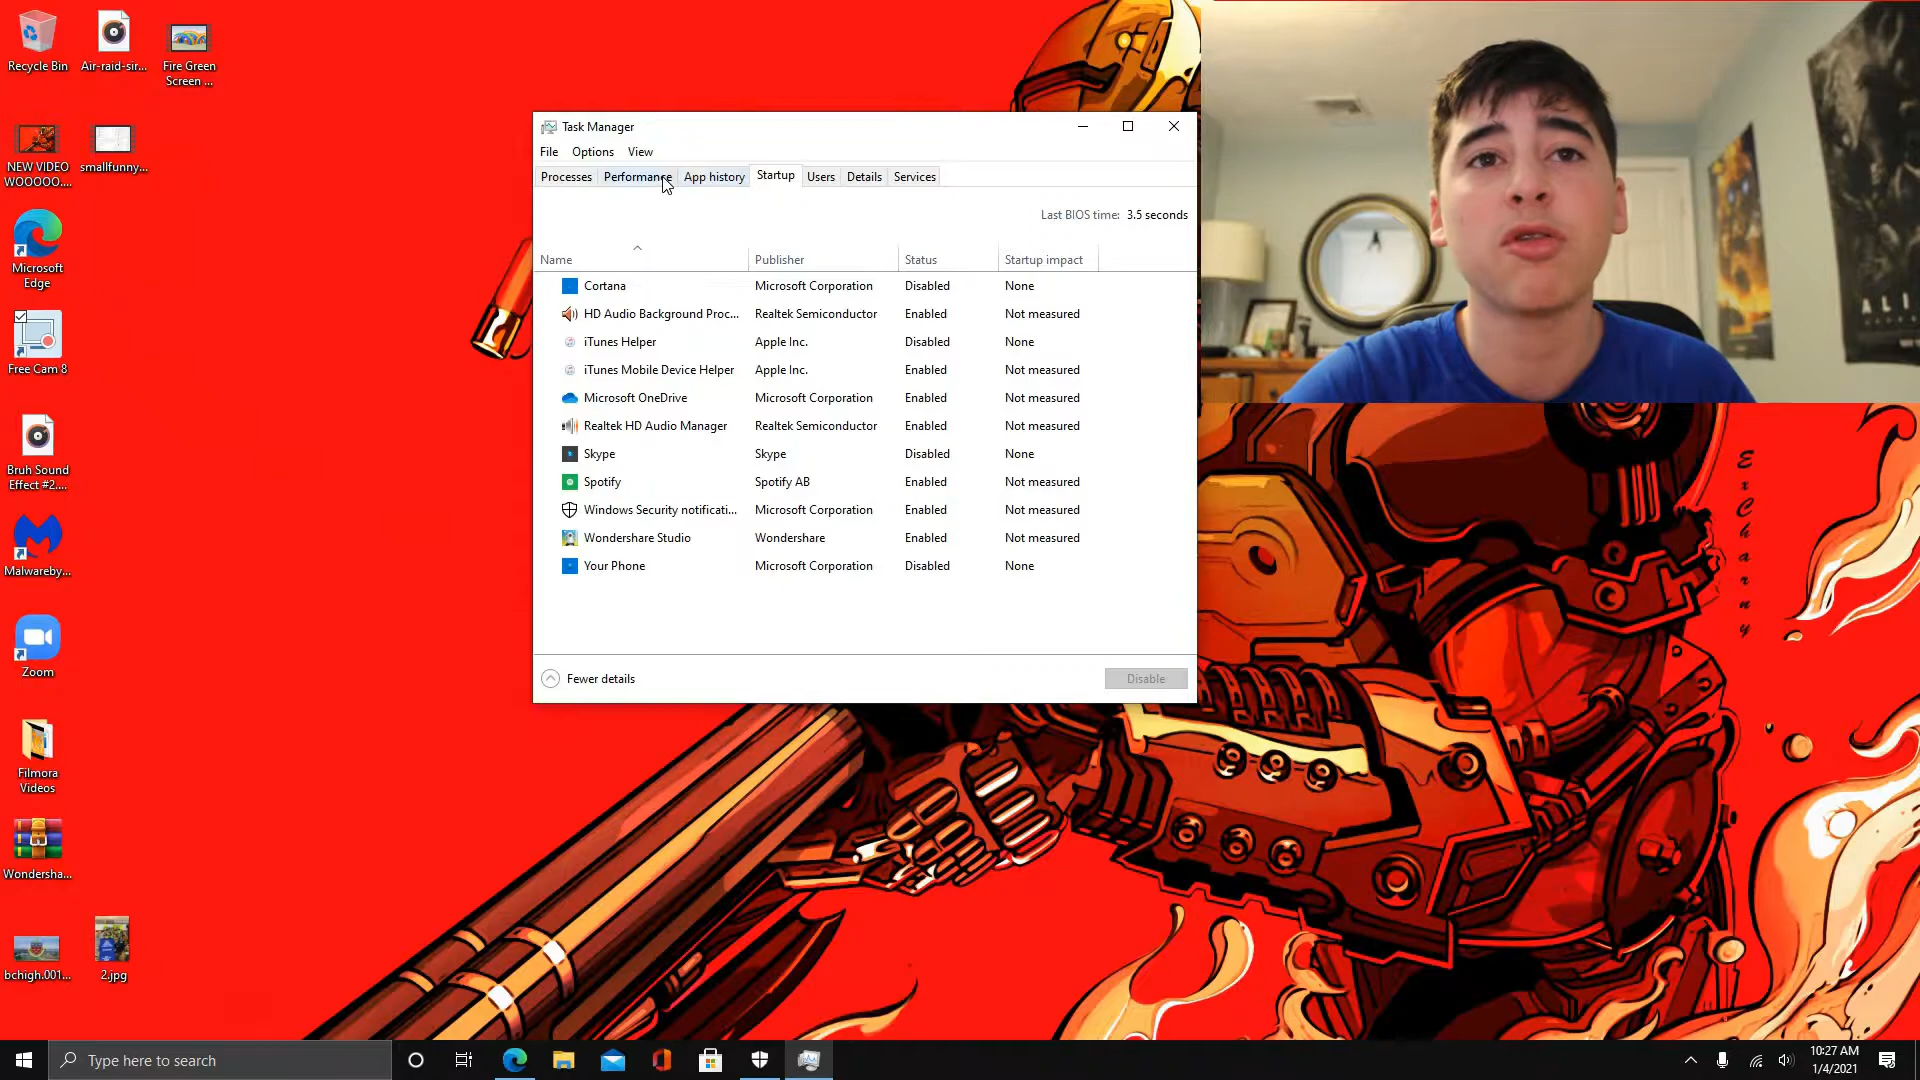 Recycle Bin
Air-raid-sir...
Fire Green
Screen ...
NEW VIDEO
WOOOOO....
smallfunny...
Microsoft
Edge
Free Cam 8
Bruh Sound
Effect #2....
Malwareby...
Zoom
Filmora
Videos
Wondersha...
bchigh.001...
2.jpg
Task Manager
File Options View
Processes Performance App history Startup Users Details Services
Last BIOS time: 3.5 seconds
Name Publisher Status Startup impact
Cortana Microsoft Corporation Disabled None
HD Audio Background Proc... Realtek Semiconductor Enabled Not measured
iTunes Helper Apple Inc. Disabled None
iTunes Mobile Device Helper Apple Inc. Enabled Not measured
Microsoft OneDrive Microsoft Corporation Enabled Not measured
Realtek HD Audio Manager Realtek Semiconductor Enabled Not measured
Skype Skype Disabled None
Spotify Spotify AB Enabled Not measured
Windows Security notificati... Microsoft Corporation Enabled Not measured
Wondershare Studio Wondershare Enabled Not measured
Your Phone Microsoft Corporation Disabled None
Fewer details
Disable
ALI
ExCharny
Type here to search
10:27 AM
1/4/2021